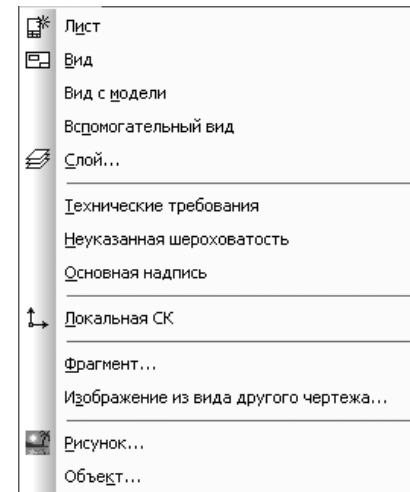 Лист
Вид
Вид с модели
Вспомогательный вид
Слой...
Технические требования
Неуказанная шероховатость
Основная надпись
Локальная СК
Фрагмент...
Изображение из вида другого чертежа...
Рисунок...
Объект...